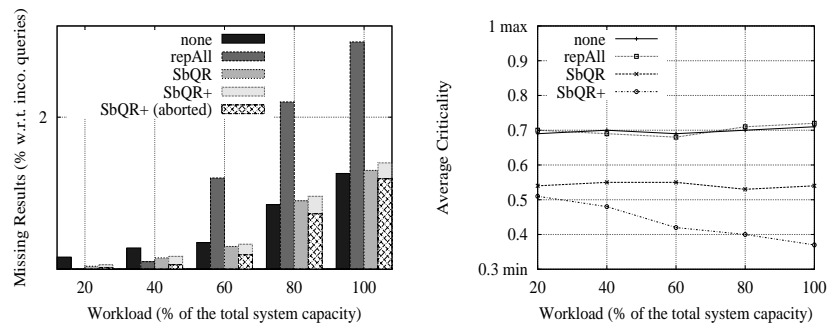 Missing Results (% w.r.t. inco. queries)
2
none
repAll
SbQR
SbQR+
SbQR+ (aborted)
20 40 60 80 100
Workload (% of the total system capacity)
Average Criticality
1 max
0.9
0.8
0.7
0.6
0.5
0.4
0.3 min
none
repAll
SbQR
SbQR+
20 40 60 80 100
Workload (% of the total system capacity)